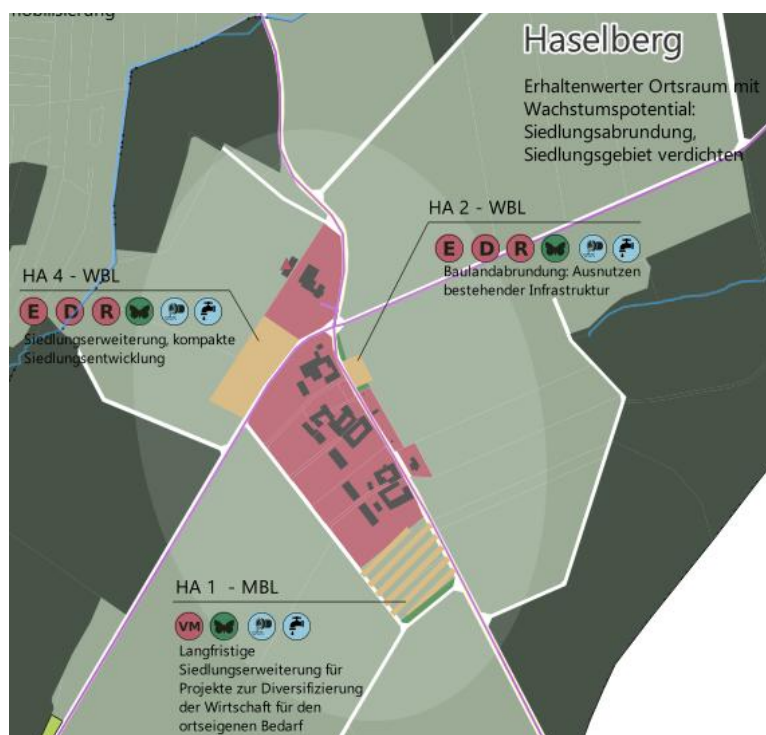 Haselberg
Erhaltenwerter Ortsraum mit
Wachstumspotential:
Siedlungsabrundung,
Siedlungsgebiet verdichten
HA 2 - WBL
E D R
Baulandabrundung: Ausnutzen
bestehender Infrastruktur
HA 4 - WBL
E D R
Siedlungserweiterung, kompakte
Siedlungsentwicklung
HA 1 - MBL
VM
Langfristige
Siedlungserweiterung für
Projekte zur Diversifizierung
der Wirtschaft für den
ortseigenen Bedarf